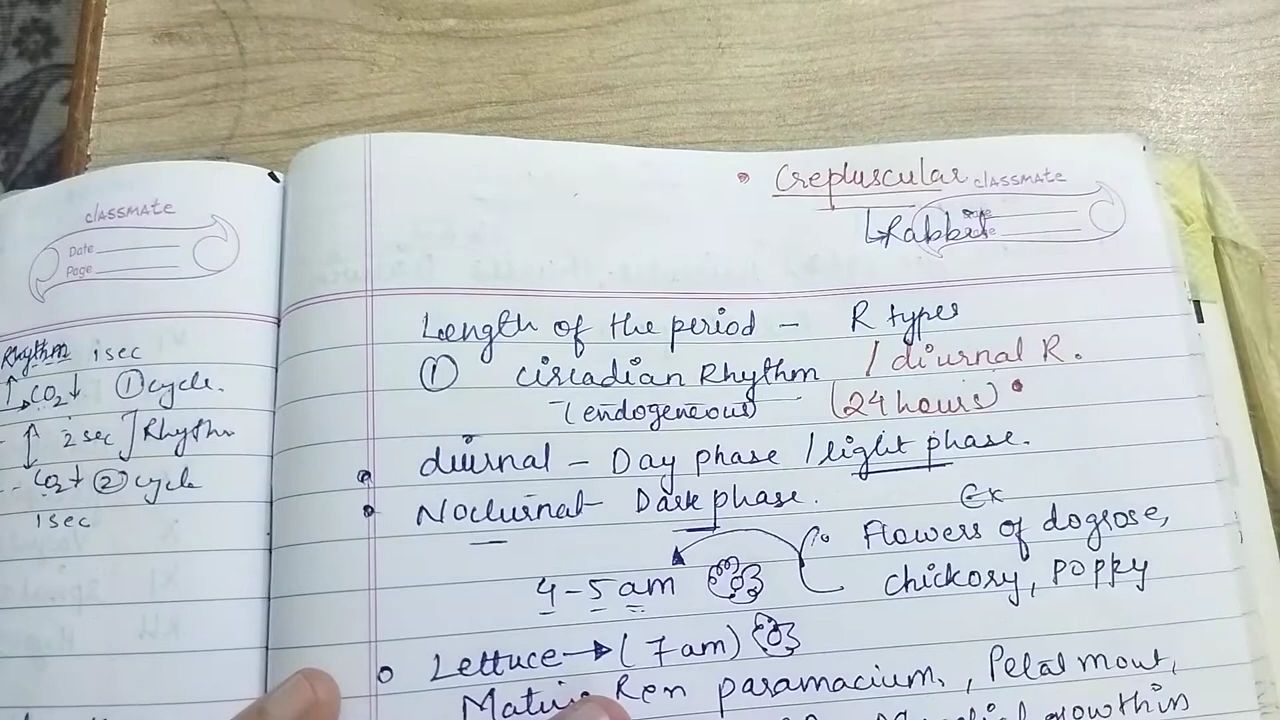 classmate
Date
Page
Rhythm 1sec
↑CO2↓ ① cycle.
↕ 2 sec ] Rhythm
CO2↓ ② cycle
1sec
• Crepuscular
classmate
↳ Rabbit
Length of the period - R types
① circadian Rhythm / diurnal R.
(endogeneous) (24 hours)
diurnal - Day phase / light phase.
Nocturnal - Dark phase.
Ex
Flowers of dogrose,
4-5 am
chickory, poppy
Lettuce → (7 am)
paramacium, Petal
growth in